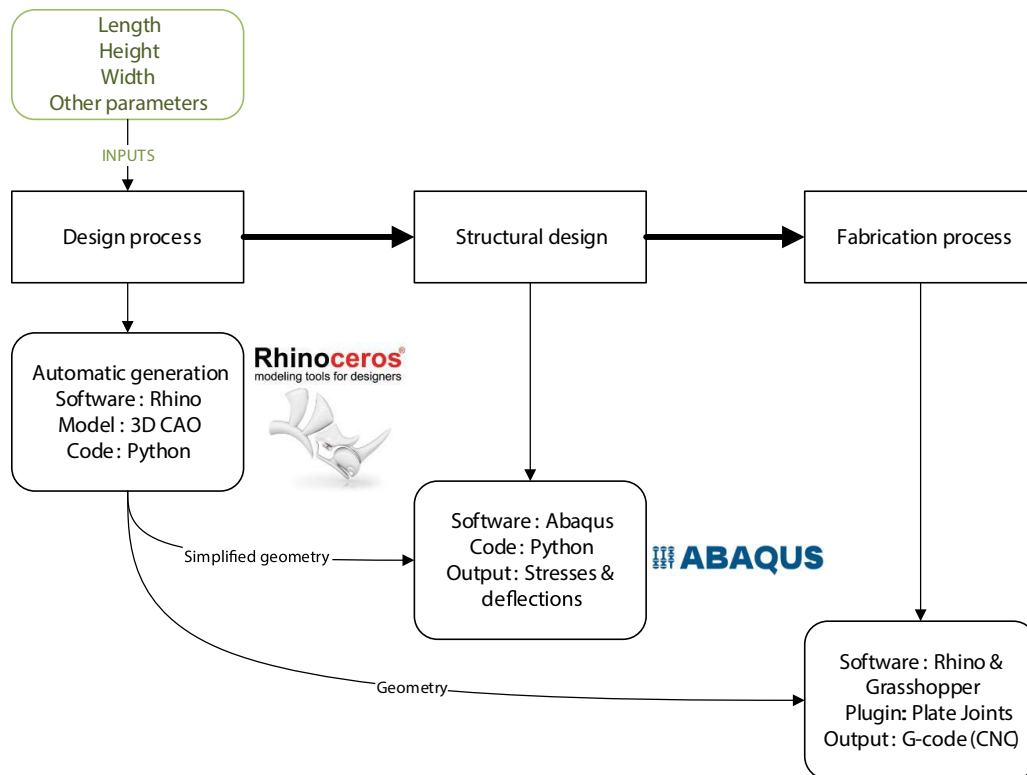 Length
Height
Width
Other parameters
INPUTS
Design process
Structural design
Fabrication process
Automatic generation
Software : Rhino
Model : 3D CAO
Code : Python
Rhinoceros®
modeling tools for designers
Simplified geometry
Software : Abaqus
Code : Python
Output : Stresses &
deflections
ABAQUS
Geometry
Software : Rhino &
Grasshopper
Plugin: Plate Joints
Output : G-code (CNC)